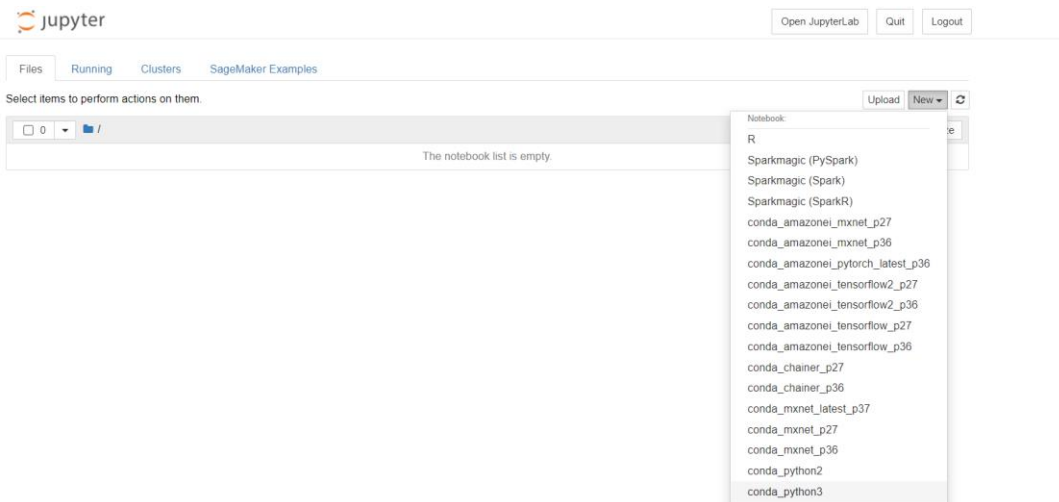 jupyter
Open JupyterLab Quit Logout
Files Running Clusters SageMaker Examples
Select items to perform actions on them.
Upload New
0 /
The notebook list is empty.
Notebook:
R
Sparkmagic (PySpark)
Sparkmagic (Spark)
Sparkmagic (SparkR)
conda_amazonei_mxnet_p27
conda_amazonei_mxnet_p36
conda_amazonei_pytorch_latest_p36
conda_amazonei_tensorflow2_p27
conda_amazonei_tensorflow2_p36
conda_amazonei_tensorflow_p27
conda_amazonei_tensorflow_p36
conda_chainer_p27
conda_chainer_p36
conda_mxnet_latest_p37
conda_mxnet_p27
conda_mxnet_p36
conda_python2
conda_python3